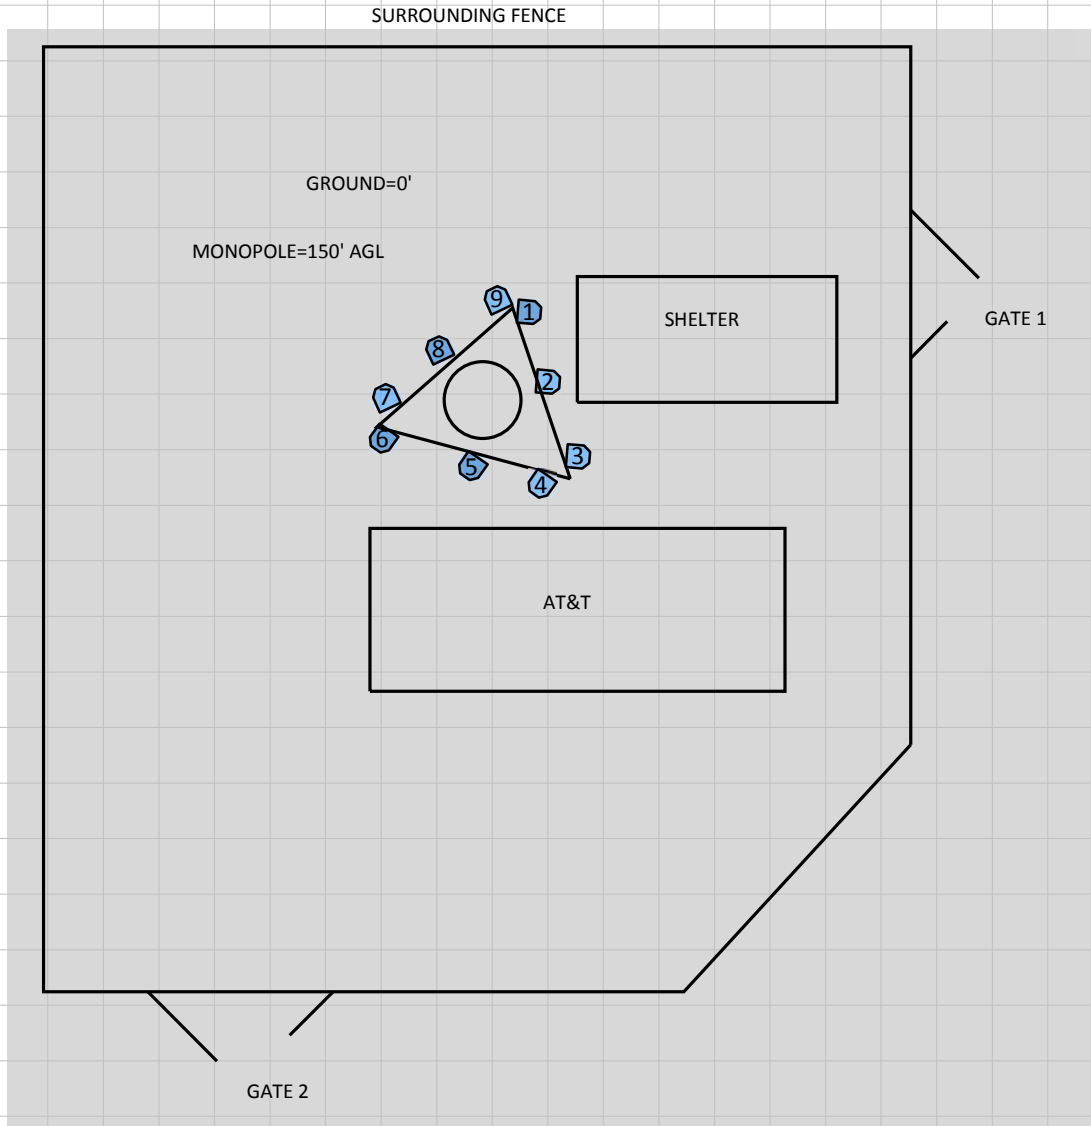 SURROUNDING FENCE
GROUND=0'
MONOPOLE=150' AGL
9
1
SHELTER
GATE 1
8
2
7
6
3
5
4
AT&T
GATE 2